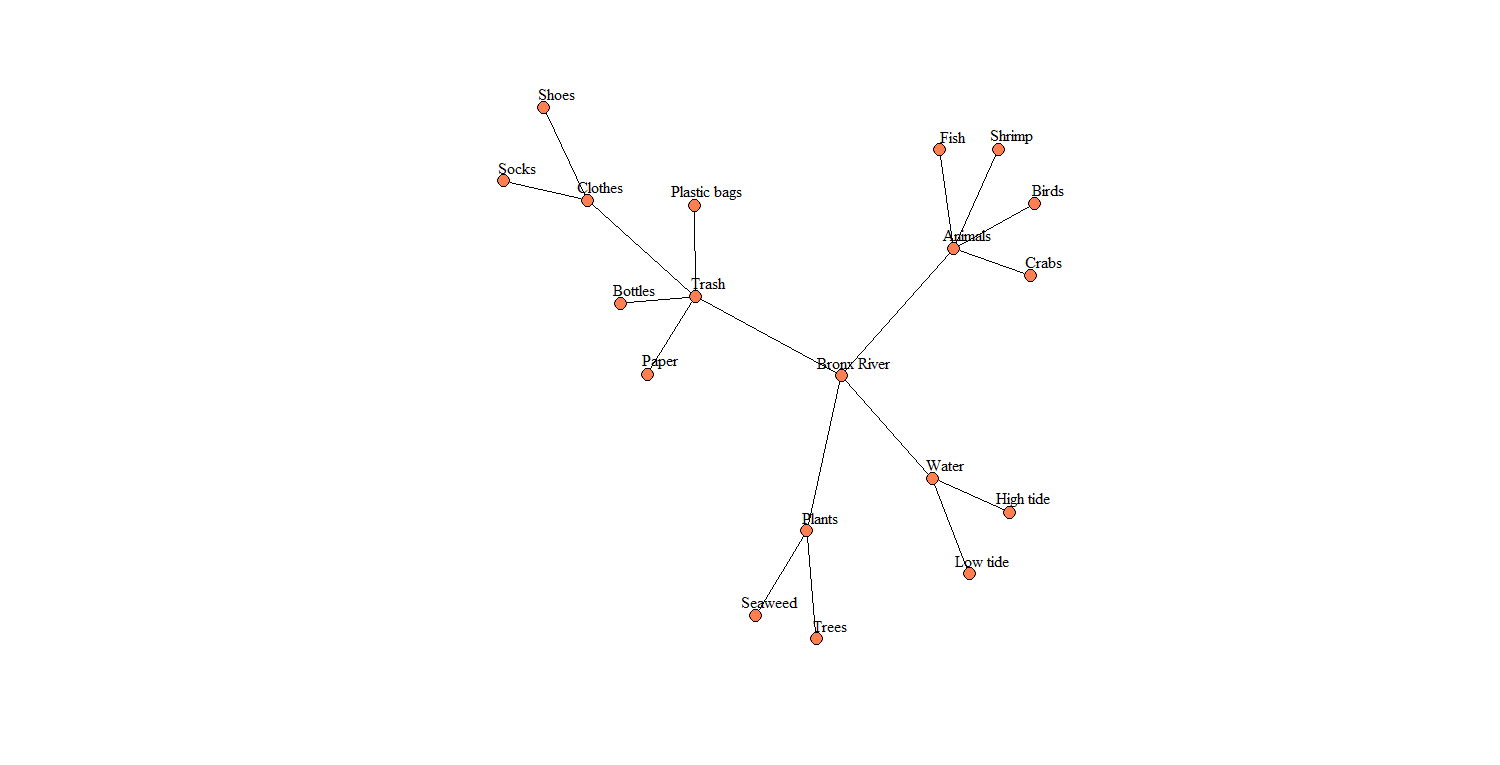 Shoes
Fish
Shrimp
Socks
Clothes
Plastic bags
Birds
Animals
Crabs
Trash
Bottles
Paper
Bronx River
Water
High tide
Plants
Low tide
Seaweed
Trees